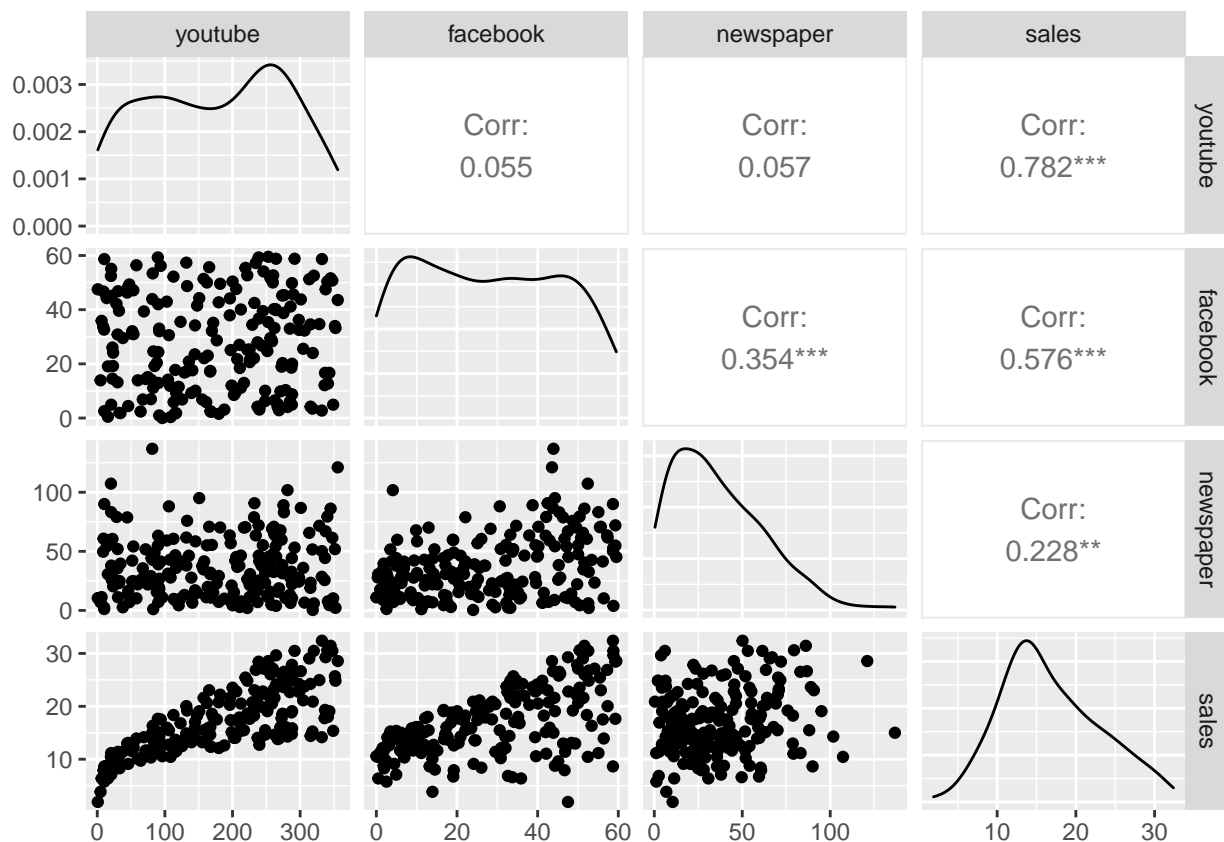 youtube facebook newspaper sales
0.003
0.002
0.001
0.000
Corr:
0.055
Corr:
0.057
Corr:
0.782***
youtube
60
40
20
0
Corr:
0.354***
Corr:
0.576***
facebook
100
50
0
Corr:
0.228**
newspaper
30
20
10
sales
0 100 200 300
0 20 40 60
0 50 100
10 20 30